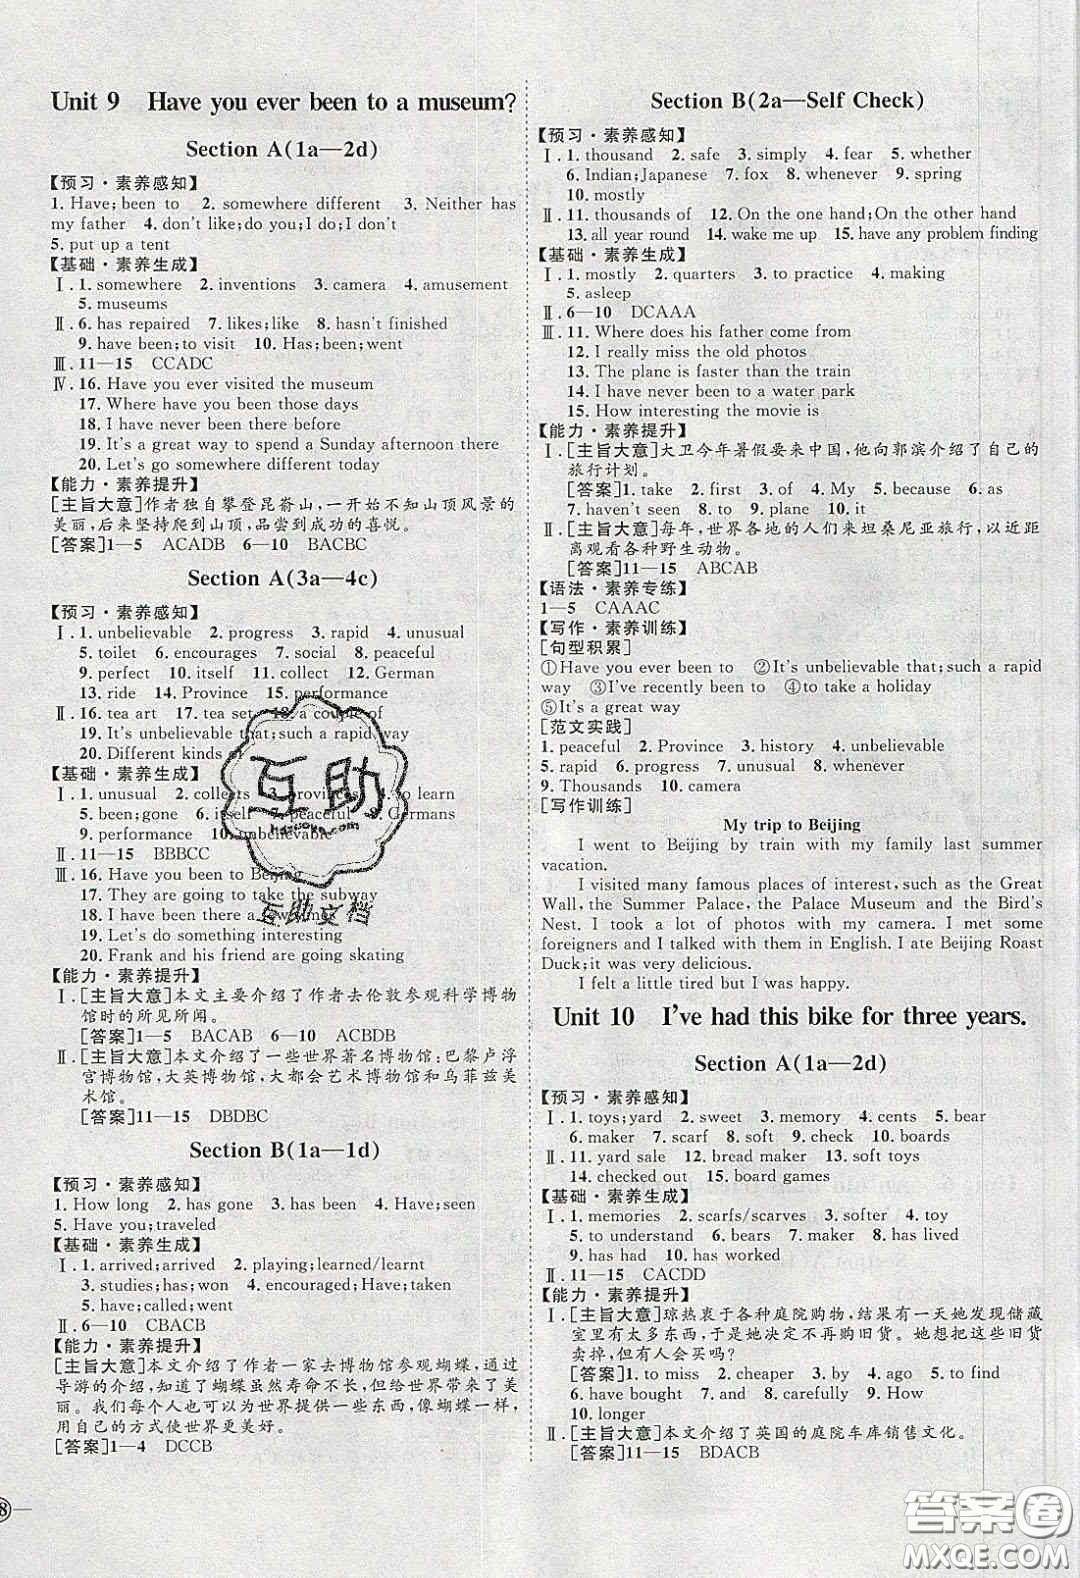 Unit 9 Have you ever been to a museum?
Section A(1a—2d)
【预习·素养感知】
1. Have;been to 2. somewhere different 3. Neither has
my father 4. don't like;do you;I do;I don't
5. put up a tent
【基础·素养生成】
Ⅰ. 1. somewhere 2. inventions 3. camera 4. amusement
5. museums
Ⅱ. 6. has repaired 7. likes;like 8. hasn't finished
9. have been;to visit 10. Has;been;went
Ⅲ. 11—15 CCADC
Ⅳ. 16. Have you ever visited the museum
17. Where have you been those days
18. I have never been there before
19. It's a great way to spend a Sunday afternoon there
20. Let's go somewhere different today
【能力·素养提升】
[主旨大意]作者独自攀登昆嵛山,一开始不知山顶风景的
美丽,后来坚持爬到山顶,品尝到成功的喜悦。
[答案]1—5 ACADB 6—10 BACBC
Section A(3a—4c)
【预习·素养感知】
Ⅰ. 1. unbelievable 2. progress 3. rapid 4. unusual
5. toilet 6. encourages 7. social 8. peaceful
9. perfect 10. itself 11. collect 12. German
13. ride 14. Province 15. performance
Ⅱ. 16. tea art 17. tea set 18. a couple of
19. It's unbelievable that;such a rapid way
20. Different kinds of
【基础·素养生成】
Ⅰ. 1. unusual 2. collects 3. provinces 4. to learn
5. been;gone 6. itself 7. peaceful 8. Germans
9. performance 10. unbelievable
Ⅱ. 11—15 BBBCC
Ⅲ. 16. Have you been to Beijing
17. They are going to take the subway
18. have been there a few times
19. Let's do something interesting
20. Frank and his friend are going skating
【能力·素养提升】
Ⅰ. [主旨大意]本文主要介绍了作者去伦敦参观科学博物
馆时的所见所闻。
[答案]1—5 BACAB 6—10 ACBDB
Ⅱ. [主旨大意]本文介绍了一些世界著名博物馆:巴黎卢浮
宫博物馆,大英博物馆,大都会艺术博物馆和乌菲兹美
术馆。
[答案]11—15 DBDBC
Section B(1a—1d)
【预习·素养感知】
1. How long 2. has gone 3. has been 4. Have;seen
5. Have you;traveled
【基础·素养生成】
Ⅰ. 1. arrived;arrived 2. playing;learned/learnt
3. studies;has;won 4. encouraged;Have;taken
5. have;called;went
Ⅱ. 6—10 CBACB
【能力·素养提升】
[主旨大意]本文介绍了作者一家去博物馆参观蝴蝶,通过
导游的介绍,知道了蝴蝶虽然寿命不长,但给世界带来了美
丽。我们每个人也可以为世界提供一些东西,像蝴蝶一样,
用自己的方式使世界更美好。
[答案]1—4 DCCB
8
Section B(2a—Self Check)
【预习·素养感知】
Ⅰ. 1. thousand 2. safe 3. simply 4. fear 5. whether
6. Indian;Japanese 7. fox 8. whenever 9. spring
10. mostly
Ⅱ. 11. thousands of 12. On the one hand;On the other hand
13. all year round 14. wake me up 15. have any problem finding
【基础·素养生成】
Ⅰ. 1. mostly 2. quarters 3. to practice 4. making
5. asleep
Ⅱ. 6—10 DCAAA
Ⅲ. 11. Where does his father come from
12. I really miss the old photos
13. The plane is faster than the train
14. I have never been to a water park
15. How interesting the movie is
【能力·素养提升】
Ⅰ. [主旨大意]大卫今年暑假要来中国,他向郭滨介绍了自己的
旅行计划。
[答案]1. take 2. first 3. of 4. My 5. because 6. as
7. haven't seen 8. to 9. plane 10. it
Ⅱ. [主旨大意]每年,世界各地的人们来坦桑尼亚旅行,以近距
离观看各种野生动物。
[答案]11—15 ABCAB
【语法·素养专练】
1—5 CAAAC
【写作·素养训练】
[句型积累]
①Have you ever been to ②It's unbelievable that;such a rapid
way ③I've recently been to ④to take a holiday
⑤It's a great way
[范文实践]
1. peaceful 2. Province 3. history 4. unbelievable
5. rapid 6. progress 7. unusual 8. whenever
9. Thousands 10. camera
[写作训练]
My trip to Beijing
I went to Beijing by train with my family last summer
vacation.
I visited many famous places of interest,such as the Great
Wall, the Summer Palace, the Palace Museum and the Bird's
Nest. I took a lot of photos with my camera. I met some
foreigners and I talked with them in English. I ate Beijing Roast
Duck;it was very delicious.
I felt a little tired but I was happy.
Unit 10 I've had this bike for three years.
Section A(1a—2d)
【预习·素养感知】
Ⅰ. 1. toys;yard 2. sweet 3. memory 4. cents 5. bear
6. maker 7. scarf 8. soft 9. check 10. boards
Ⅱ. 11. yard sale 12. bread maker 13. soft toys
14. checked out 15. board games
【基础·素养生成】
Ⅰ. 1. memories 2. scarfs/scarves 3. softer 4. toy
5. to understand 6. bears 7. makers 8. has lived
9. has had 10. has worked
Ⅱ. 11—15 CACDD
【能力·素养提升】
Ⅰ. [主旨大意]琼热衷于各种庭院购物,结果有一天她发现储藏
室里有太多东西,于是她决定不再购旧货。她想把这些旧货
卖掉,但有人会买吗?
[答案]1. to miss 2. cheaper 3. asked 4. is 5. to find
6. have bought 7. and 8. carefully 9. How
10. longer
Ⅱ. [主旨大意]本文介绍了英国的庭院车库销售文化。
[答案]11—15 BDACB
互助
hzuoke.com
互助文档
答案圈
MXQE.COM